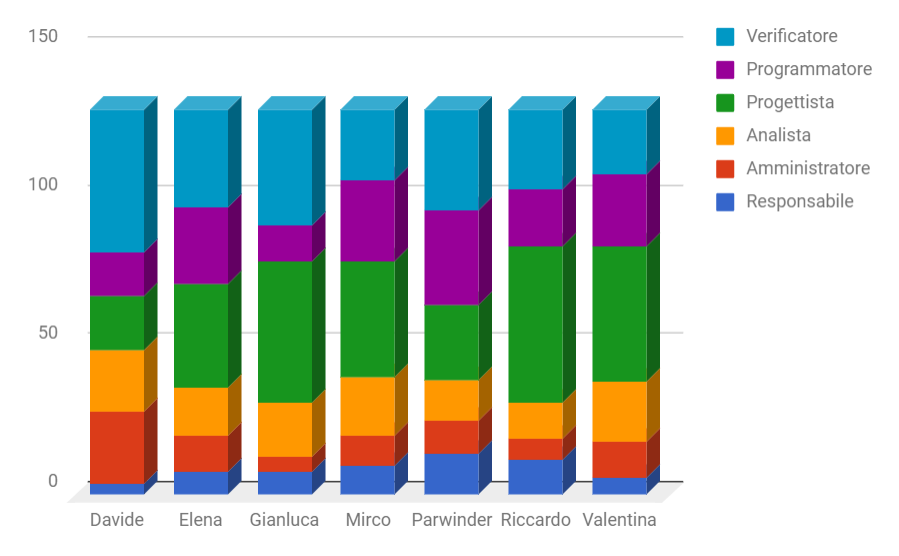 150
100
50
0
Davide Elena Gianluca Mirco Parwinder Riccardo Valentina
Verificatore
Programmatore
Progettista
Analista
Amministratore
Responsabile